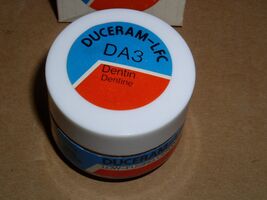 DUCERAM-LFC
DA3
Dentin
Dentine
DUCERAM-